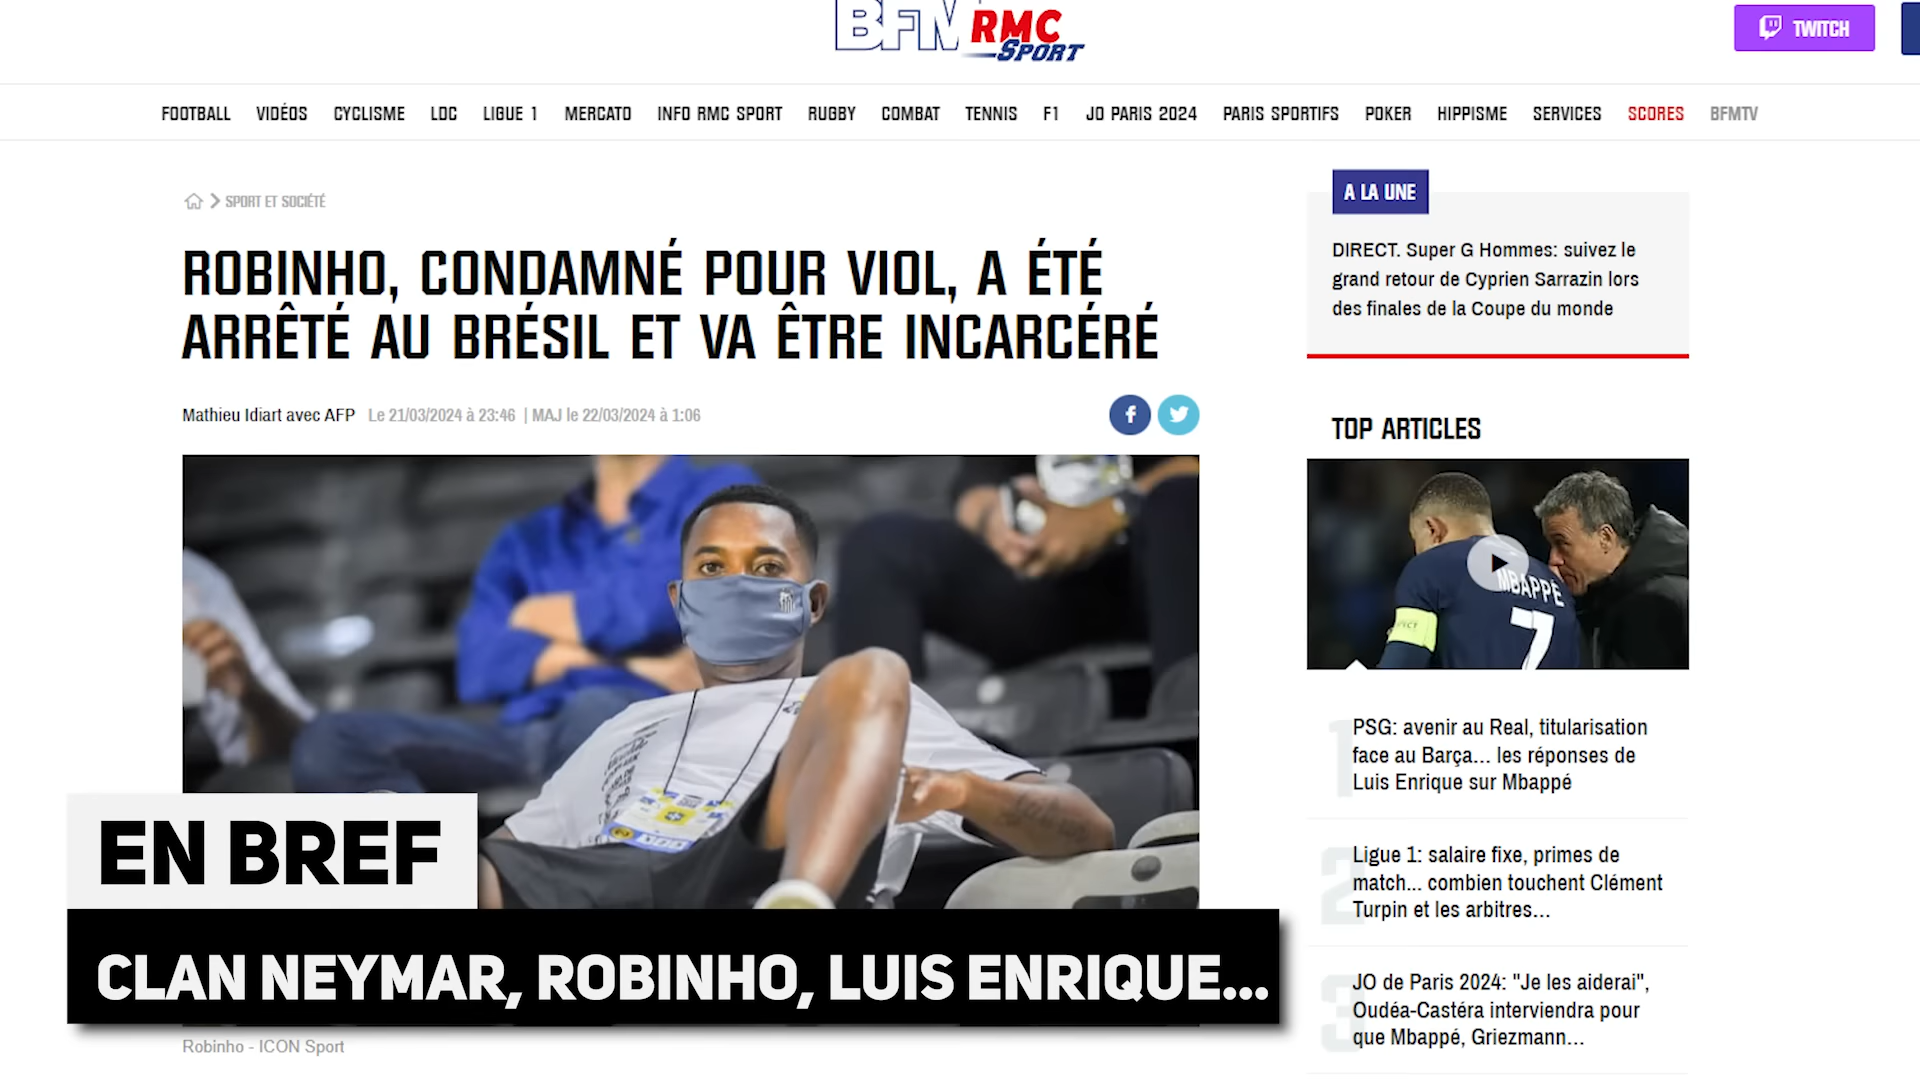 BFM RMC
SPORT
TWITCH
FOOTBALL VIDÉOS CYCLISME LDC LIGUE 1 MERCATO INFO RMC SPORT RUGBY COMBAT TENNIS F1 JO PARIS 2024 PARIS SPORTIFS POKER HIPPISME SERVICES SCORES BFMTV
SPORT ET SOCIÉTÉ
ROBINHO, CONDAMNÉ POUR VIOL, A ÉTÉ
ARRÊTÉ AU BRÉSIL ET VA ÊTRE INCARCÉRÉ
Mathieu Idiart avec AFP Le 21/03/2024 à 23:46 | MAJ le 22/03/2024 à 1:06
EN BREF
CLAN NEYMAR, ROBINHO, LUIS ENRIQUE...
Robinho - ICON Sport
A LA UNE
DIRECT. Super G Hommes: suivez le
grand retour de Cyprien Sarrazin lors
des finales de la Coupe du monde
TOP ARTICLES
MBAPPÉ
7
1
PSG: avenir au Real, titularisation
face au Barça... les réponses de
Luis Enrique sur Mbappé
2
Ligue 1: salaire fixe, primes de
match... combien touchent Clément
Turpin et les arbitres...
3
JO de Paris 2024: "Je les aiderai",
Oudéa-Castéra interviendra pour
que Mbappé, Griezmann...